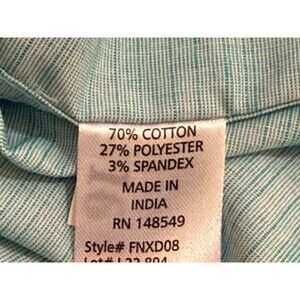 70% COTTON
27% POLYESTER
3% SPANDEX
MADE IN
INDIA
RN 148549
Style# FNXD08